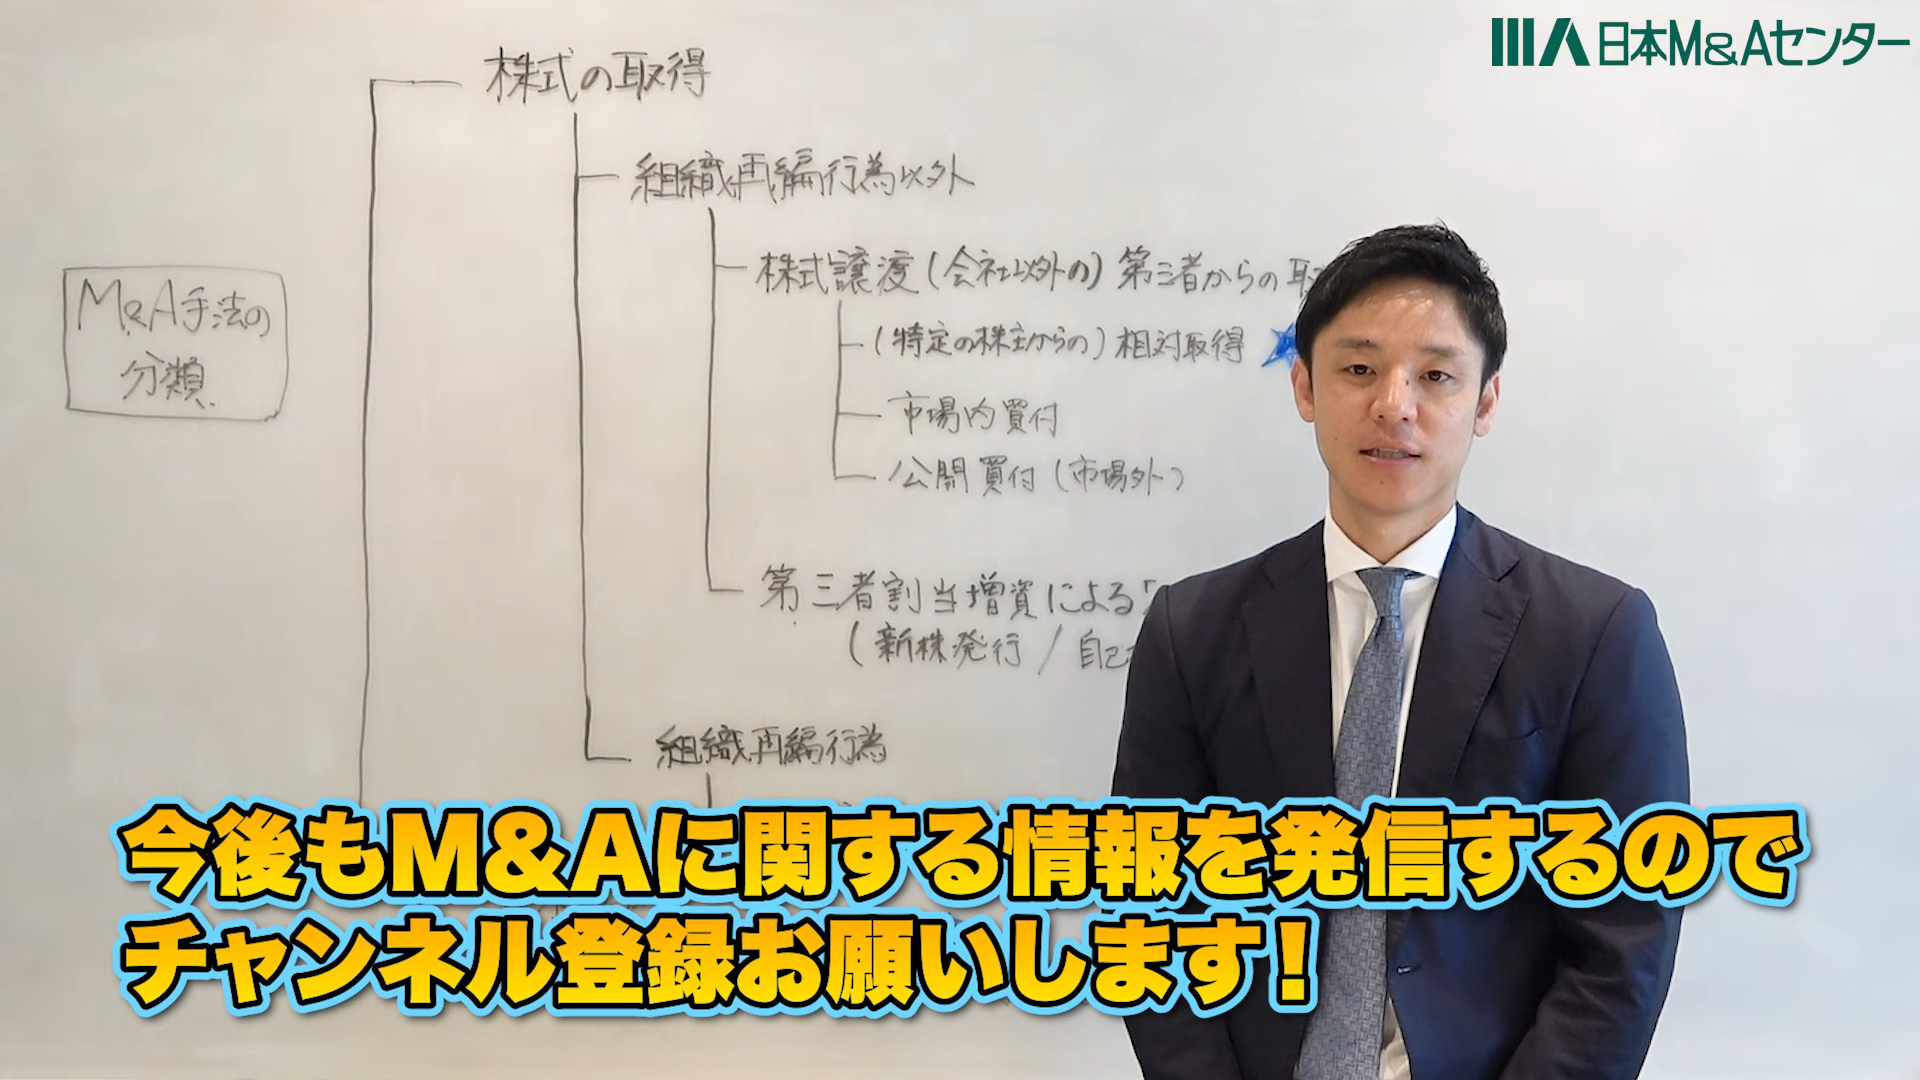 日本M&Aセンター
株式の取得
組織再編行為以外
M&A手法の
分類
株式譲渡(会社以外の)第三者からの
(特定の株主からの)相対取得
市場内買付
公開買付(市場外)
第三者割当増資による
(新株発行/自己
組織再編行為
今後もM&Aに関する情報を発信するので
チャンネル登録お願いします!